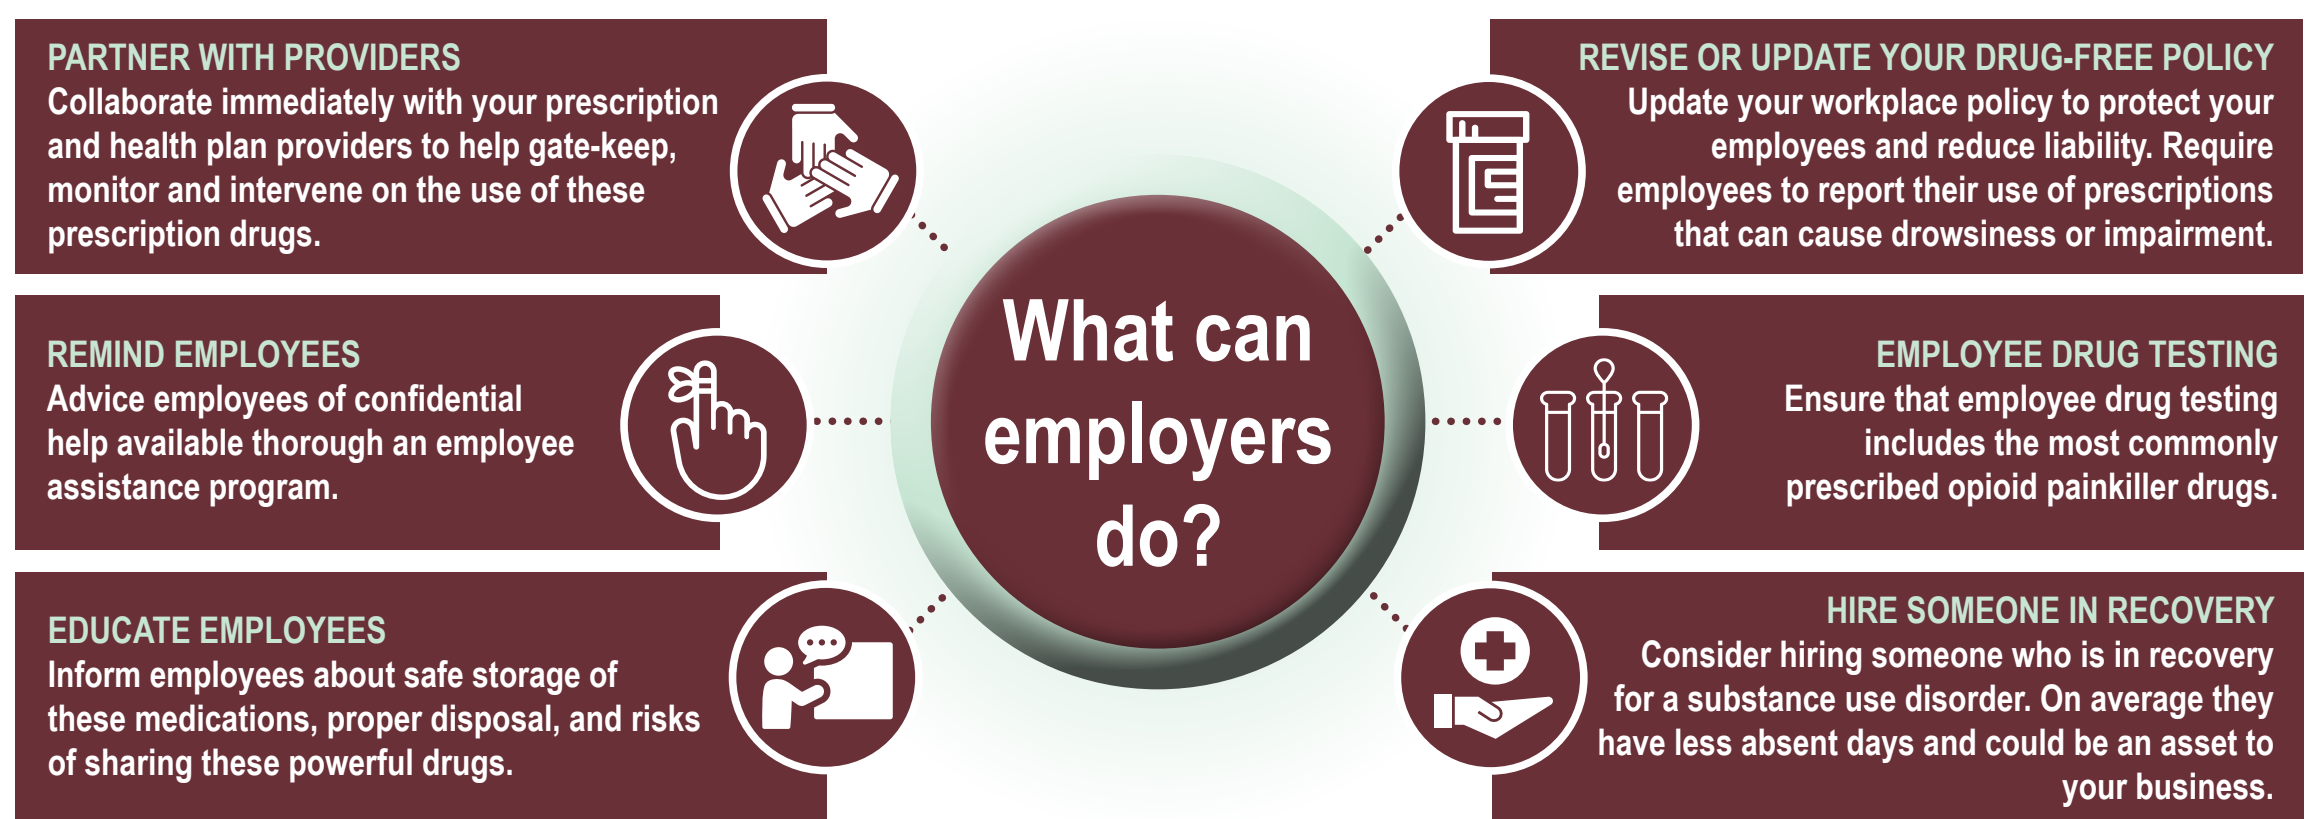 PARTNER WITH PROVIDERS
Collaborate immediately with your prescription
and health plan providers to help gate-keep,
monitor and intervene on the use of these
prescription drugs.
REMIND EMPLOYEES
Advice employees of confidential
help available thorough an employee
assistance program.
EDUCATE EMPLOYEES
Inform employees about safe storage of
these medications, proper disposal, and risks
of sharing these powerful drugs.
What can
employers
do?
REVISE OR UPDATE YOUR DRUG-FREE POLICY
Update your workplace policy to protect your
employees and reduce liability. Require
employees to report their use of prescriptions
that can cause drowsiness or impairment.
EMPLOYEE DRUG TESTING
Ensure that employee drug testing
includes the most commonly
prescribed opioid painkiller drugs.
HIRE SOMEONE IN RECOVERY
Consider hiring someone who is in recovery
for a substance use disorder. On average they
have less absent days and could be an asset to
your business.